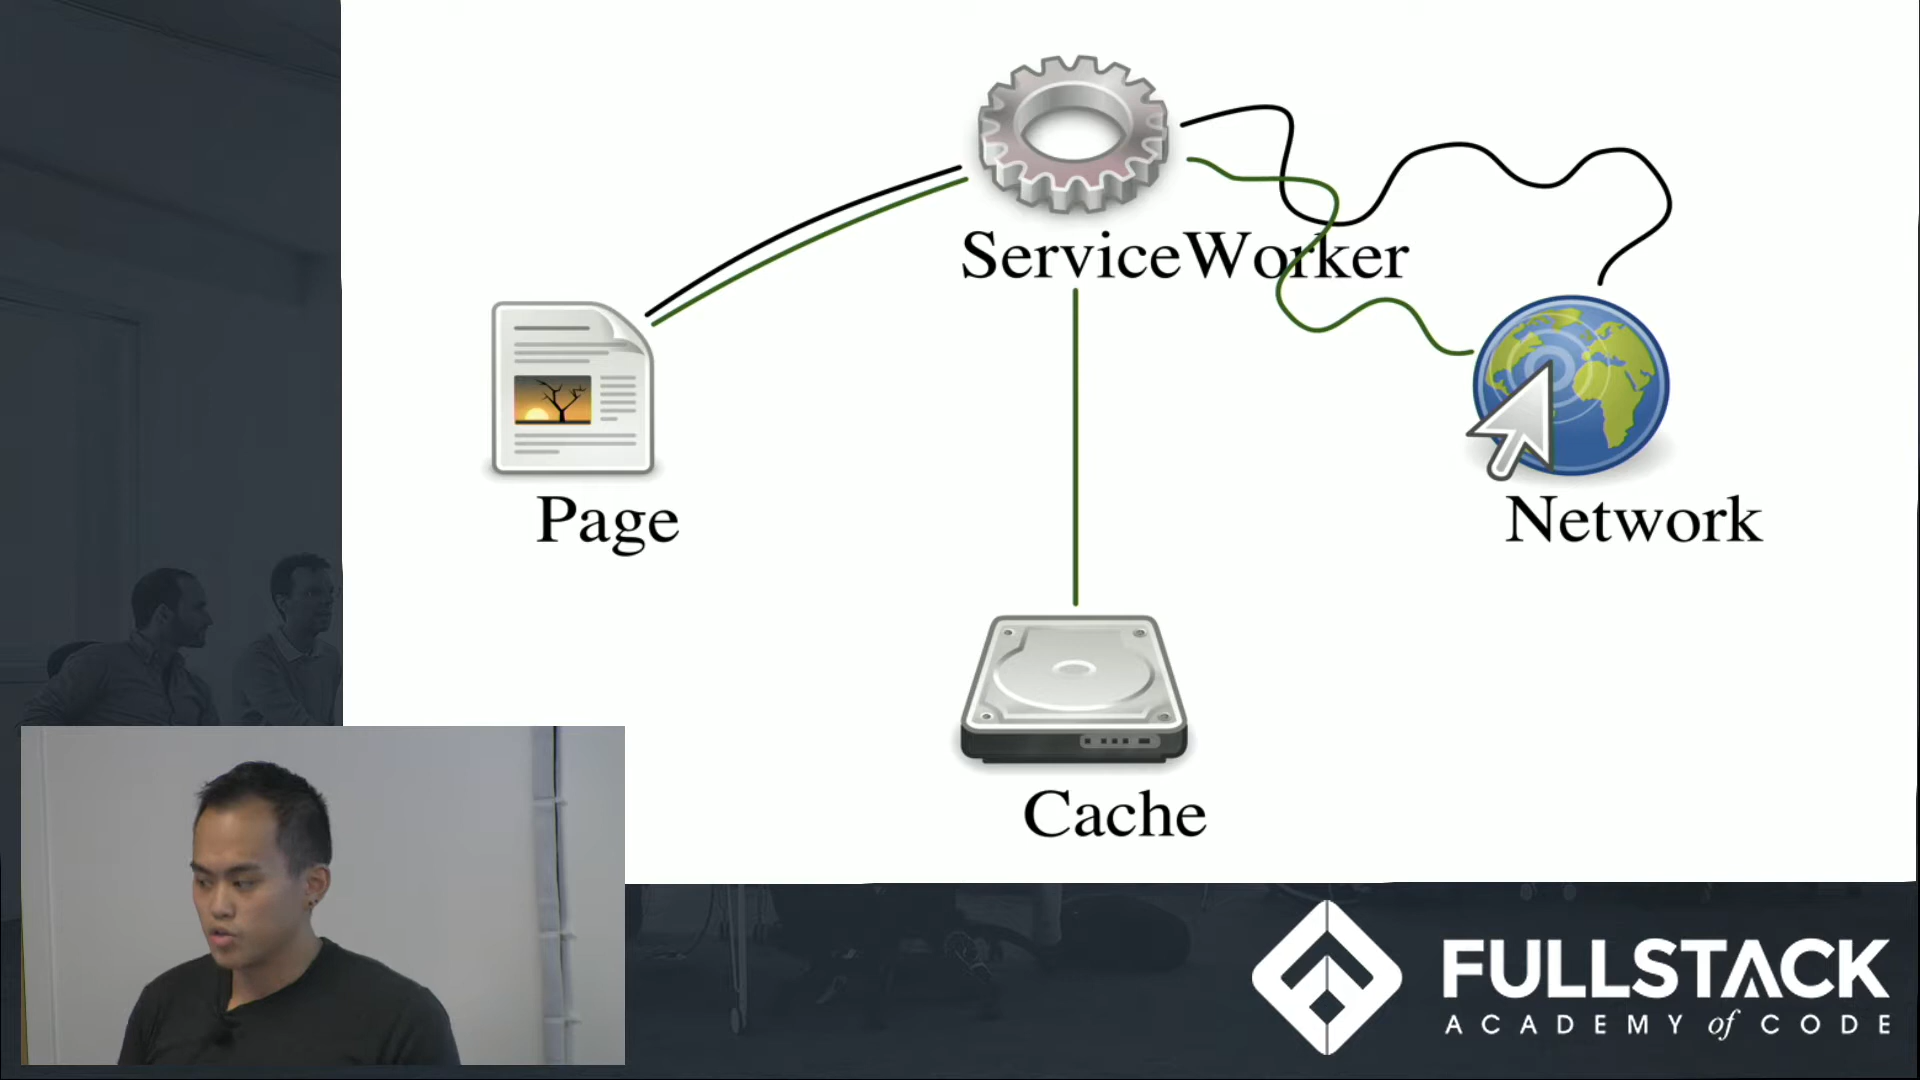 ServiceWorker
Page
Network
Cache
FULLSTACK
ACADEMY of CODE